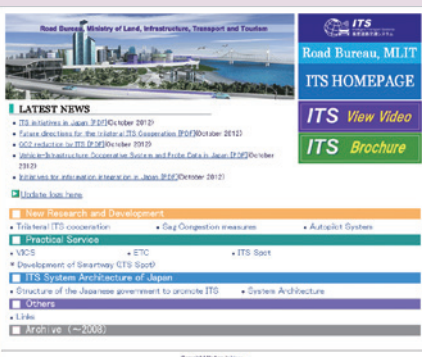 Road Bureau, Ministry of Land, Infrastructure, Transport and Tourism
ITS
Road Bureau, MLIT
ITS HOMEPAGE
ITS View Video
ITS Brochure
LATEST NEWS
• ITS initiatives in Japan [PDF](October 2012)
• Future directions for the trilateral ITS Cooperation [PDF](October 2012)
• CO2 reduction by ITS [PDF](October 2012)
• Vehicle-Infrastructure Cooperative System and Probe Data in Japan [PDF](October
2012)
• Initiatives for information integration in Japan [PDF](October 2012)
Update logs here
■ New Research and Development
• Trilateral ITS cooperation • Sag Congestion measures • Autopilot System
■ Practical Service
• VICS • ETC • ITS Spot
* Development of Smartway (ITS Spot)
■ ITS System Architecture of Japan
• Structure of the Japanese government to promote ITS • System Architecture
■ Others
• Links
■ Archive (～2008)